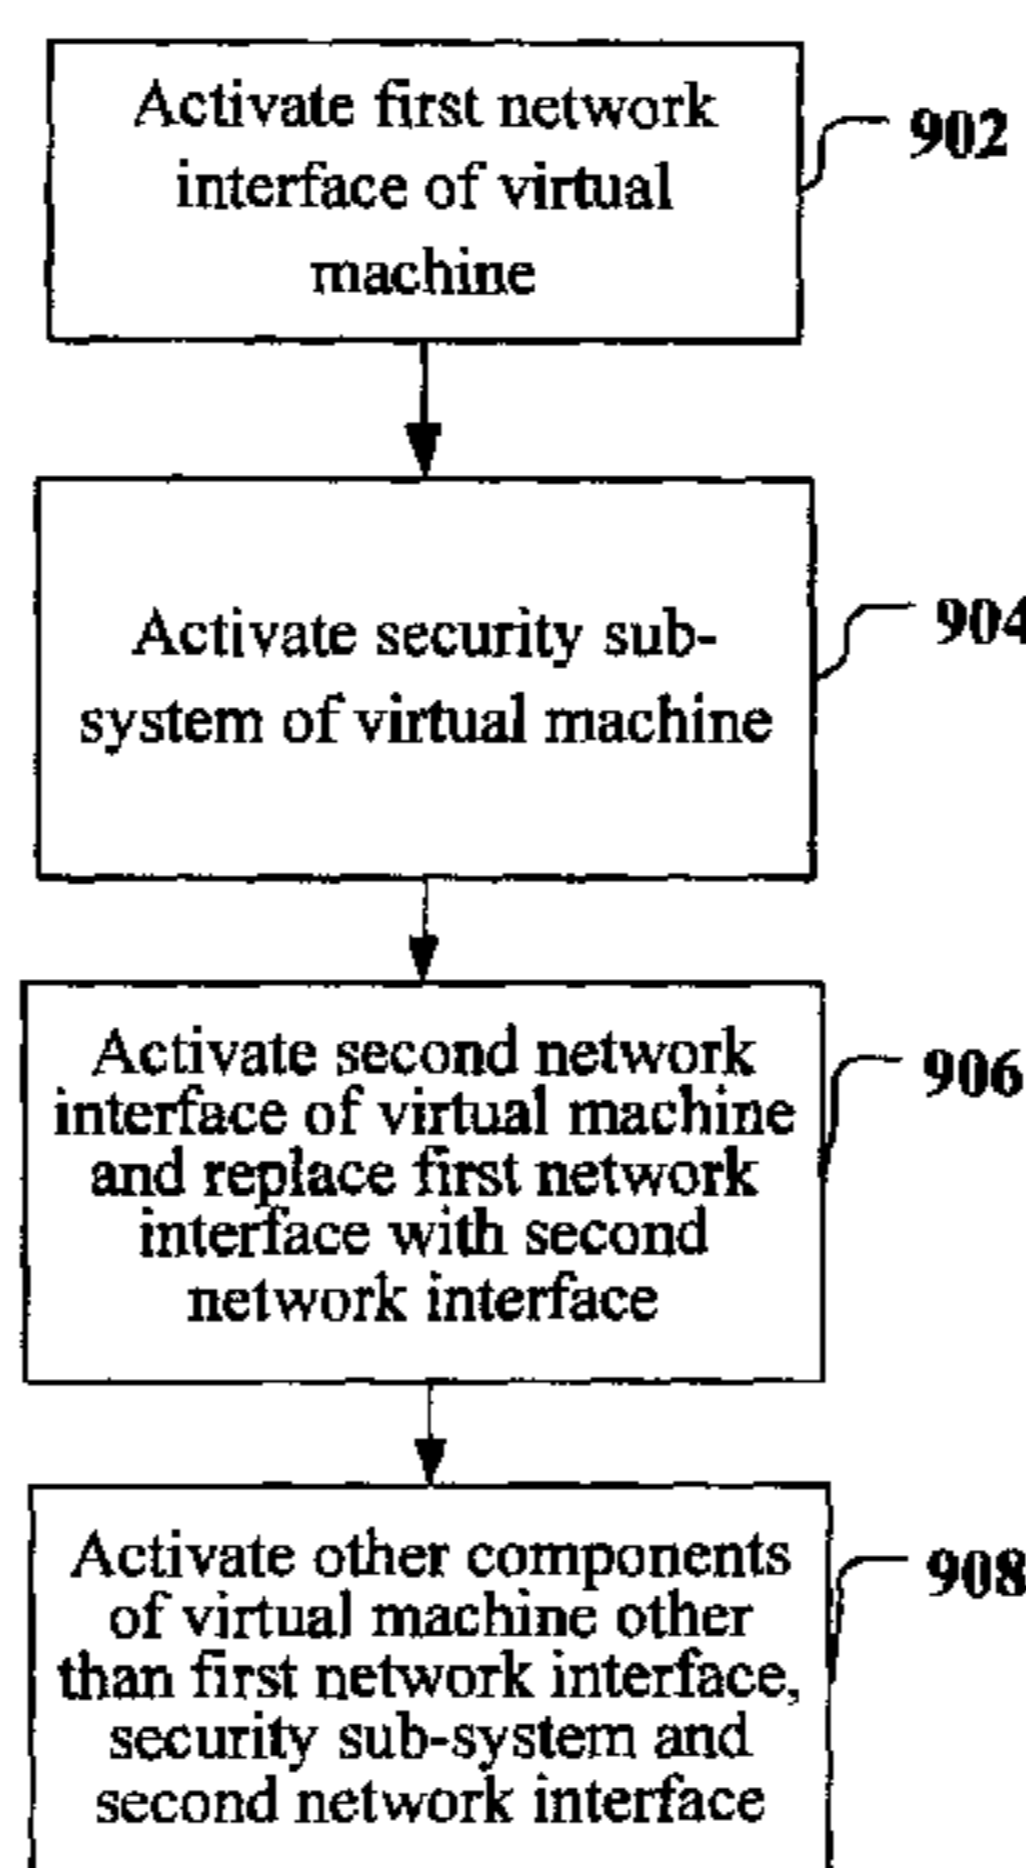 Activate first network
interface of virtual
machine
902
Activate security sub-
system of virtual machine
904
Activate second network
interface of virtual machine
and replace first network
interface with second
network interface
906
Activate other components
of virtual machine other
than first network interface,
security sub-system and
second network interface
908